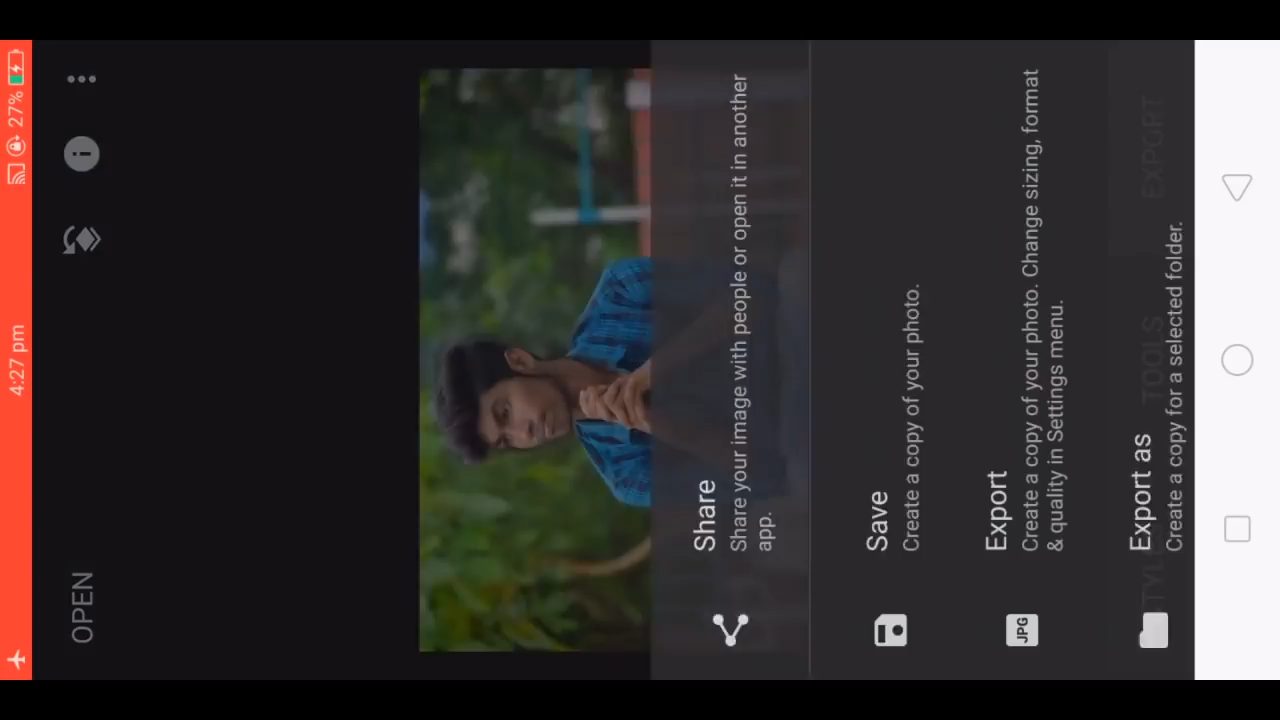 4:27 pm
27%
OPEN
Share
Share your image with people or open it in another
app.
Save
Create a copy of your photo.
Export
Create a copy of your photo. Change sizing, format
& quality in Settings menu.
JPG
Export as
Create a copy for a selected folder.
TOOLS
EXPORT